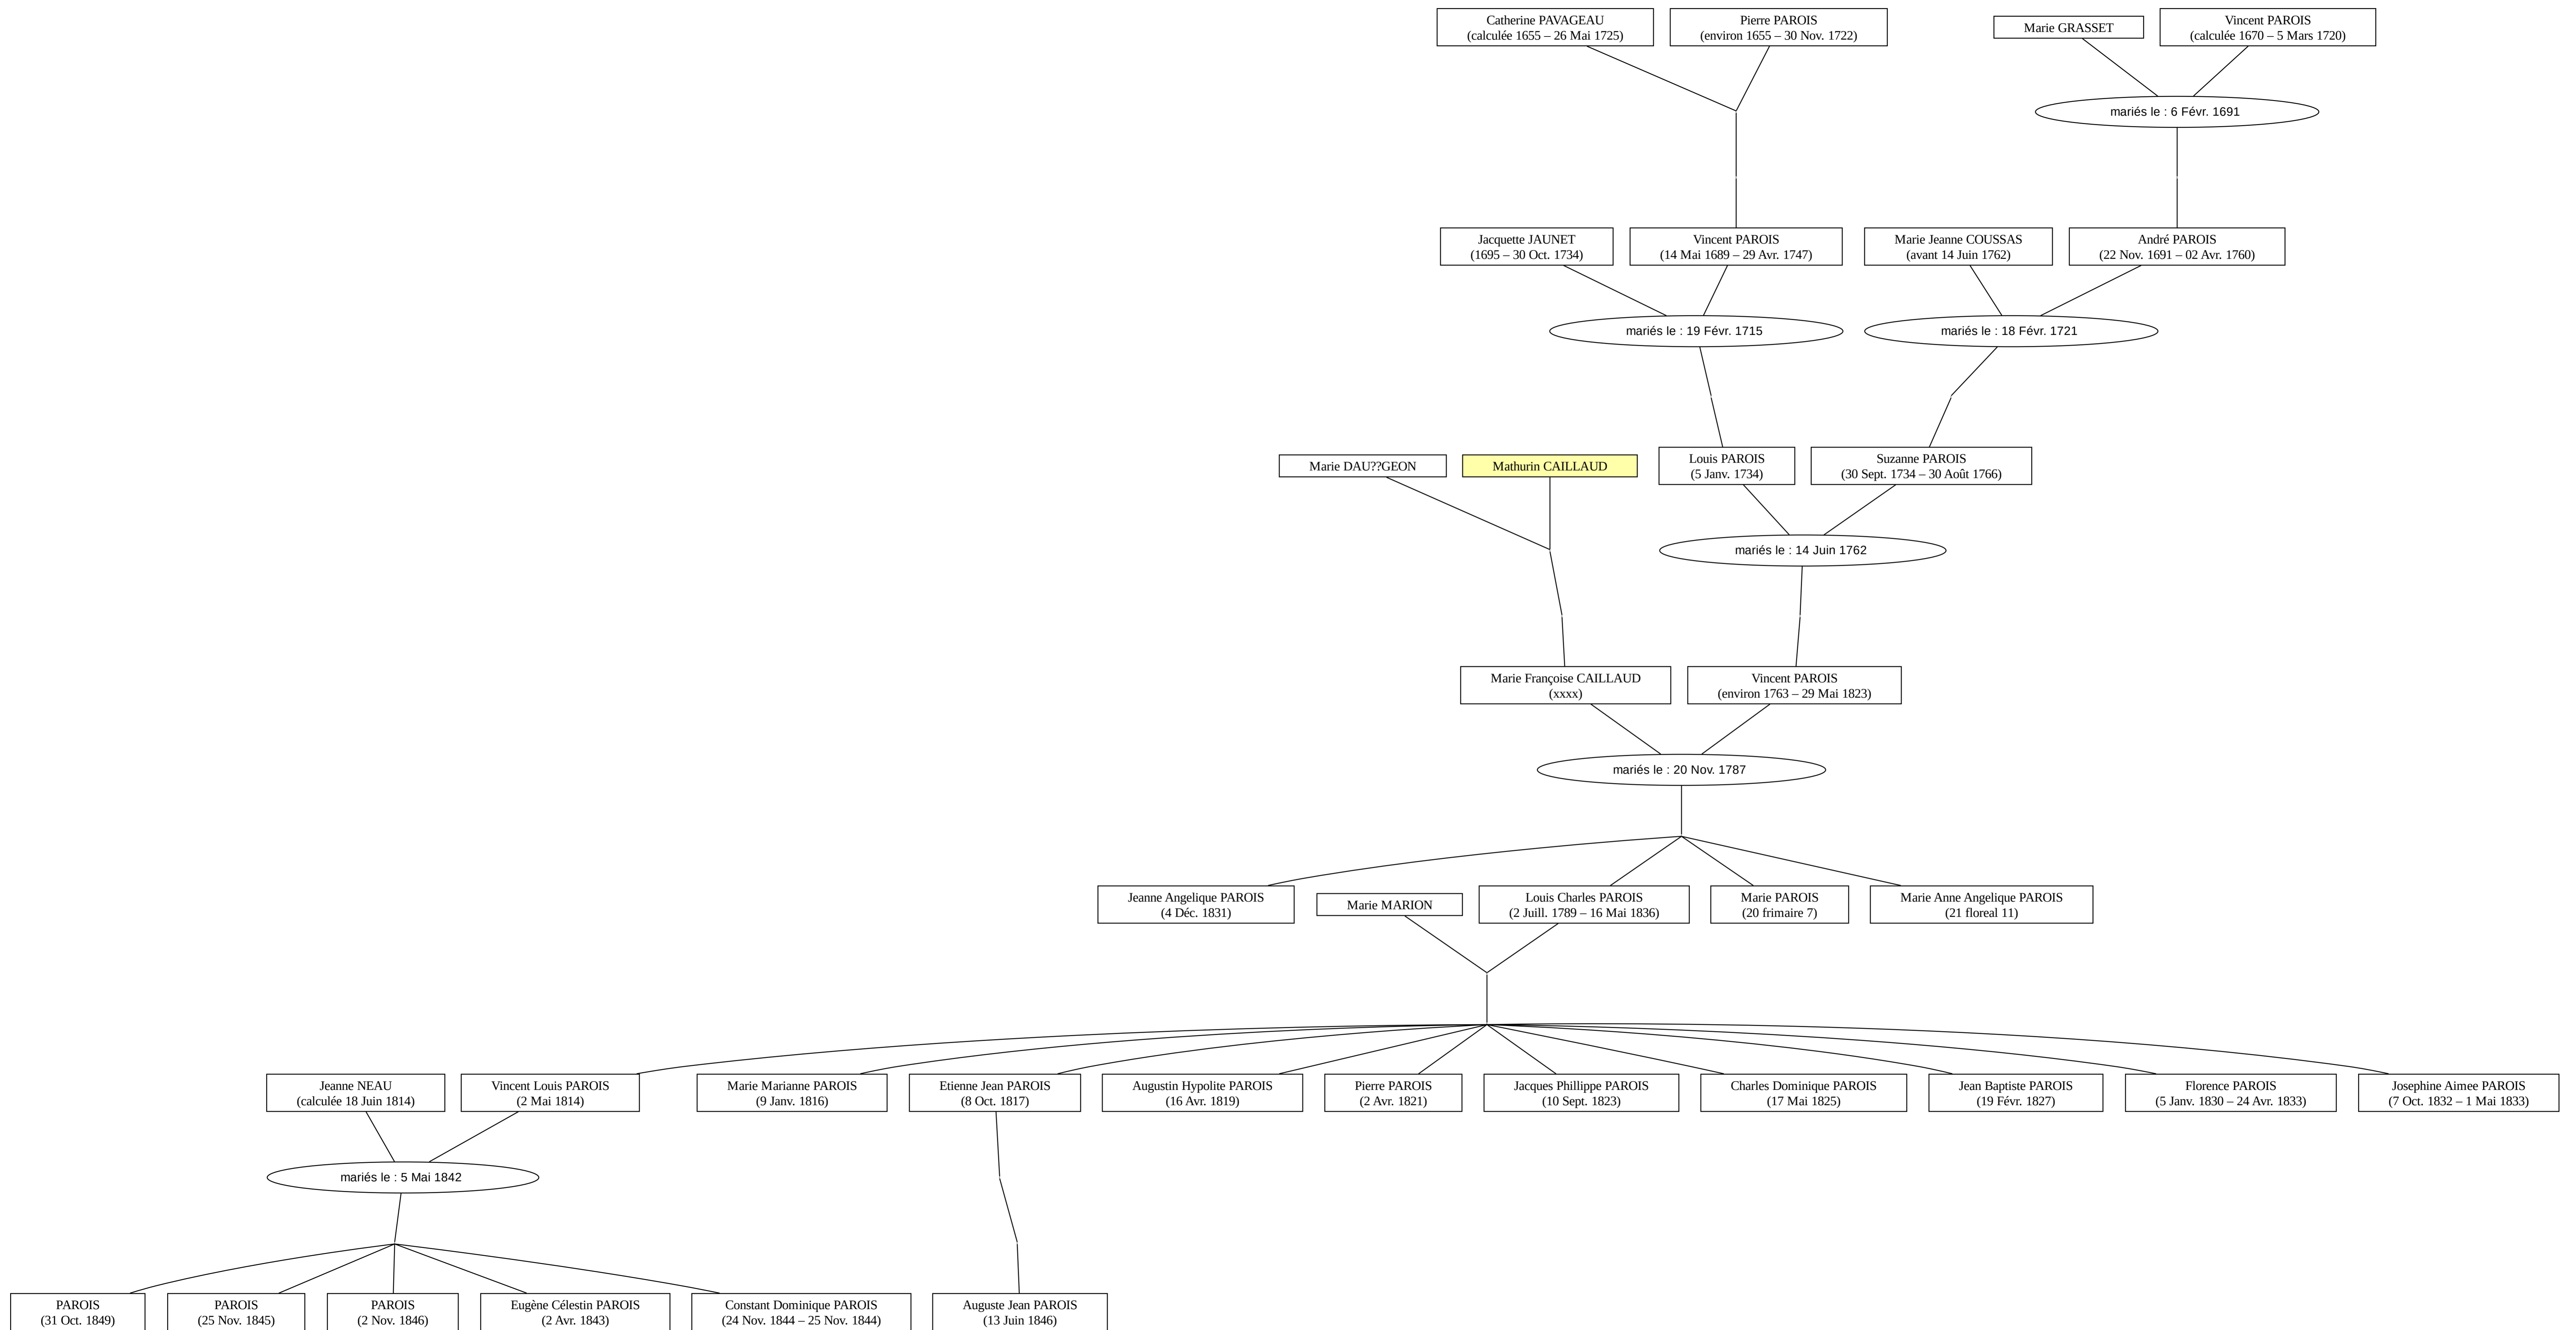 Catherine PAVAGEAU
(calculée 1655 – 26 Mai 1725)
Pierre PAROIS
(environ 1655 – 30 Nov. 1722)
Marie GRASSET
Vincent PAROIS
(calculée 1670 – 5 Mars 1720)
mariés le : 6 Févr. 1691
Jacquette JAUNET
(1695 – 30 Oct. 1734)
Vincent PAROIS
(14 Mai 1689 – 29 Avr. 1747)
Marie Jeanne COUSSAS
(avant 14 Juin 1762)
André PAROIS
(22 Nov. 1691 – 02 Avr. 1760)
mariés le : 19 Févr. 1715
mariés le : 18 Févr. 1721
Marie DAU??GEON
Mathurin CAILLAUD
Louis PAROIS
(5 Janv. 1734)
Suzanne PAROIS
(30 Sept. 1734 – 30 Août 1766)
mariés le : 14 Juin 1762
Marie Françoise CAILLAUD
(xxxx)
Vincent PAROIS
(environ 1763 – 29 Mai 1823)
mariés le : 20 Nov. 1787
Jeanne Angelique PAROIS
(4 Déc. 1831)
Marie MARION
Louis Charles PAROIS
(2 Juill. 1789 – 16 Mai 1836)
Marie PAROIS
(20 frimaire 7)
Marie Anne Angelique PAROIS
(21 floreal 11)
Jeanne NEAU
(calculée 18 Juin 1814)
Vincent Louis PAROIS
(2 Mai 1814)
Marie Marianne PAROIS
(9 Janv. 1816)
Etienne Jean PAROIS
(8 Oct. 1817)
Augustin Hypolite PAROIS
(16 Avr. 1819)
Pierre PAROIS
(2 Avr. 1821)
Jacques Phillippe PAROIS
(10 Sept. 1823)
Charles Dominique PAROIS
(17 Mai 1825)
Jean Baptiste PAROIS
(19 Févr. 1827)
Florence PAROIS
(5 Janv. 1830 – 24 Avr. 1833)
Josephine Aimee PAROIS
(7 Oct. 1832 – 1 Mai 1833)
mariés le : 5 Mai 1842
PAROIS
(31 Oct. 1849)
PAROIS
(25 Nov. 1845)
PAROIS
(2 Nov. 1846)
Eugène Célestin PAROIS
(2 Avr. 1843)
Constant Dominique PAROIS
(24 Nov. 1844 – 25 Nov. 1844)
Auguste Jean PAROIS
(13 Juin 1846)